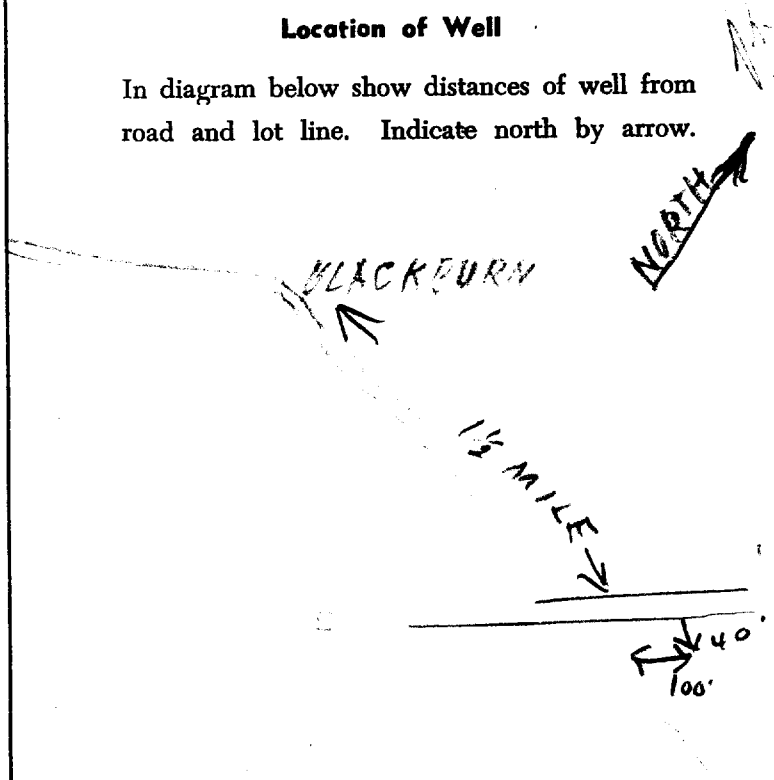 Location of Well
In diagram below show distances of well from
road and lot line. Indicate north by arrow.
NORTH
BLACKBURN
1½ MILE
40'
100'